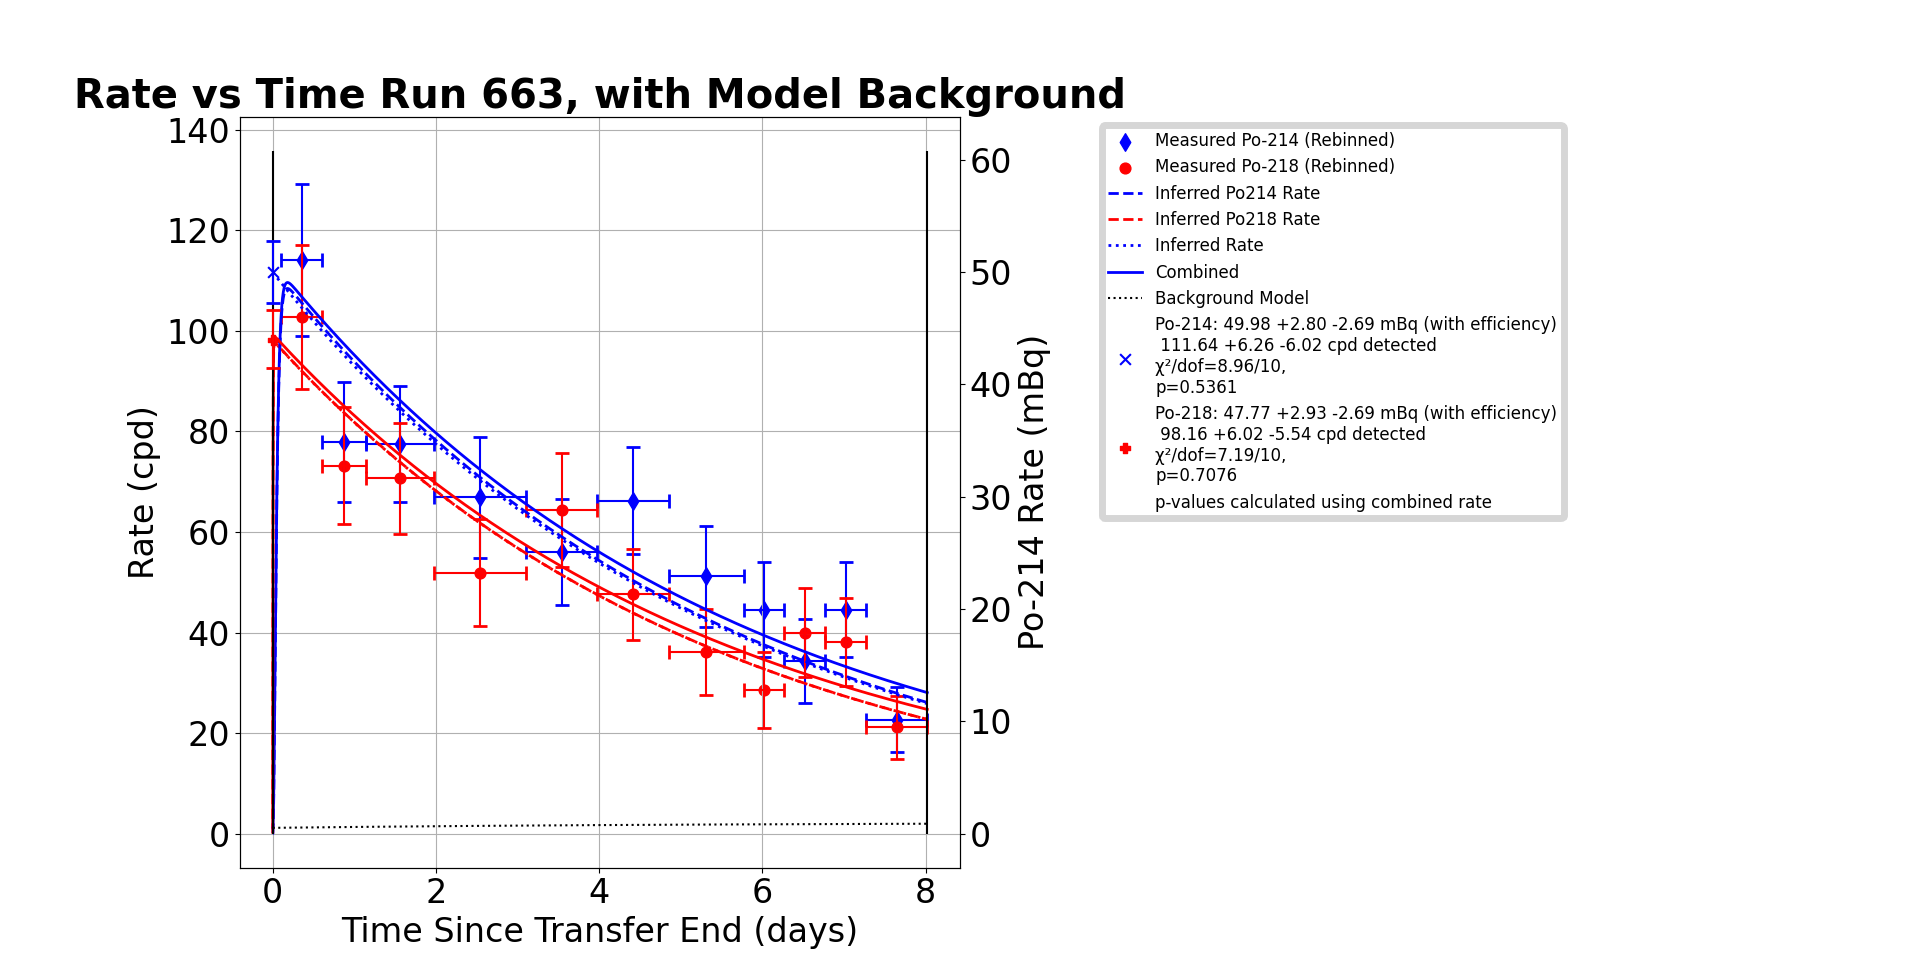 Rate vs Time Run 663, with Model Background
140
120
100
80
60
40
20
0
Rate (cpd)
0
2
4
6
8
Time Since Transfer End (days)
60
50
40
30
20
10
0
Po-214 Rate (mBq)
Measured Po-214 (Rebinned)
Measured Po-218 (Rebinned)
Inferred Po214 Rate
Inferred Po218 Rate
Inferred Rate
Combined
Background Model
Po-214: 49.98 +2.80 -2.69 mBq (with efficiency)
111.64 +6.26 -6.02 cpd detected
χ²/dof=8.96/10,
p=0.5361
Po-218: 47.77 +2.93 -2.69 mBq (with efficiency)
98.16 +6.02 -5.54 cpd detected
χ²/dof=7.19/10,
p=0.7076
p-values calculated using combined rate